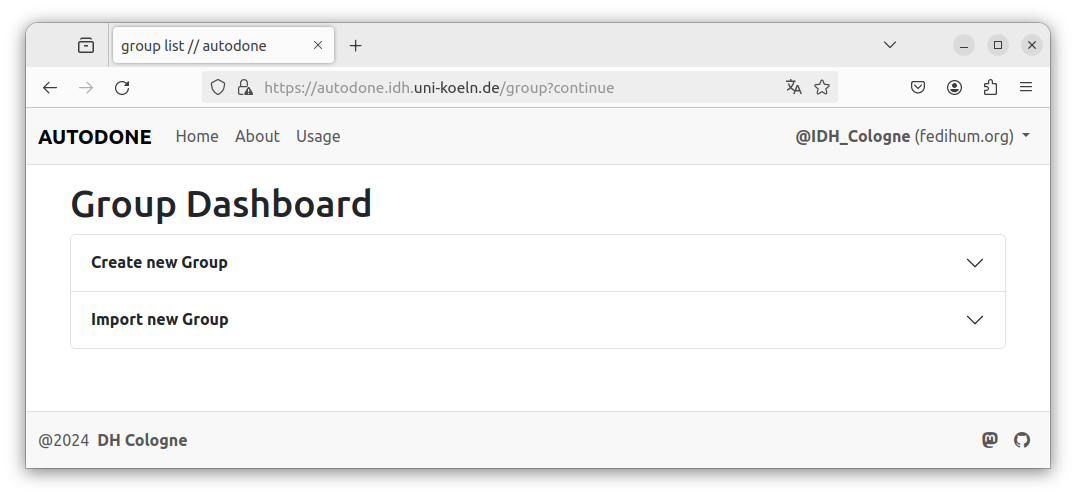 group list // autodone
https://autodone.idh.uni-koeln.de/group?continue
AUTODONE Home About Usage @IDH_Cologne (fedihum.org)
Group Dashboard
Create new Group
Import new Group
@2024 DH Cologne